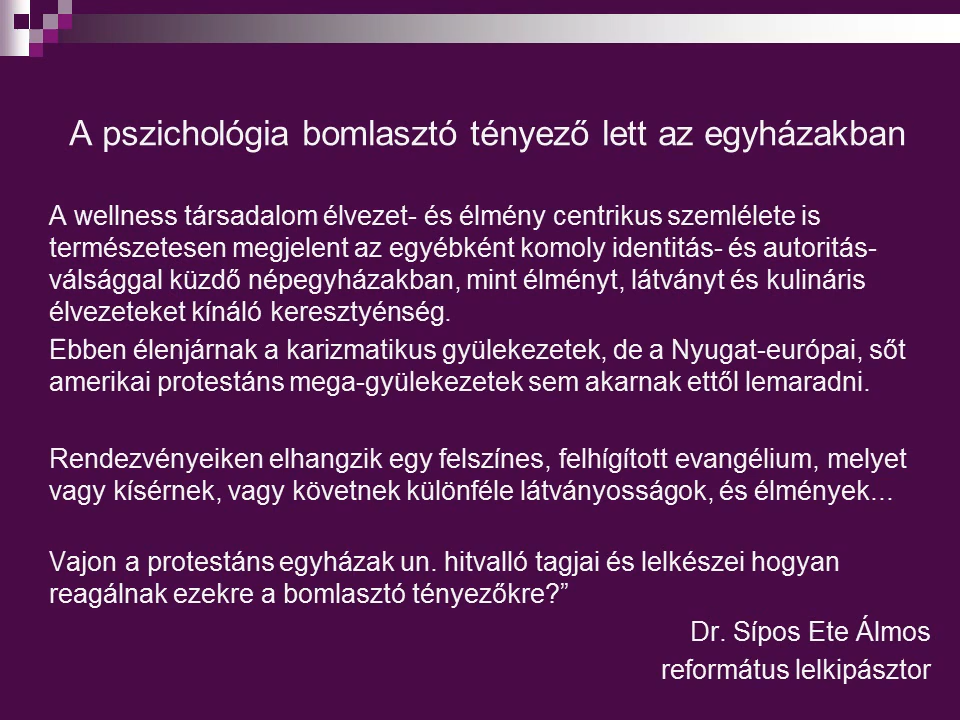 A pszichológia bomlasztó tényező lett az egyházakban
A wellness társadalom élvezet- és élmény centrikus szemlélete is
természetesen megjelent az egyébként komoly identitás- és autoritás-
válsággal küzdő népegyházakban, mint élményt, látványt és kulináris
élvezeteket kínáló keresztyénség.
Ebben élenjárnak a karizmatikus gyülekezetek, de a Nyugat-európai, sőt
amerikai protestáns mega-gyülekezetek sem akarnak ettől lemaradni.
Rendezvényeiken elhangzik egy felszínes, felhígított evangélium, melyet
vagy kísérnek, vagy követnek különféle látványosságok, és élmények...
Vajon a protestáns egyházak un. hitvalló tagjai és lelkészei hogyan
reagálnak ezekre a bomlasztó tényezőkre?”
Dr. Sípos Ete Álmos
református lelkipásztor